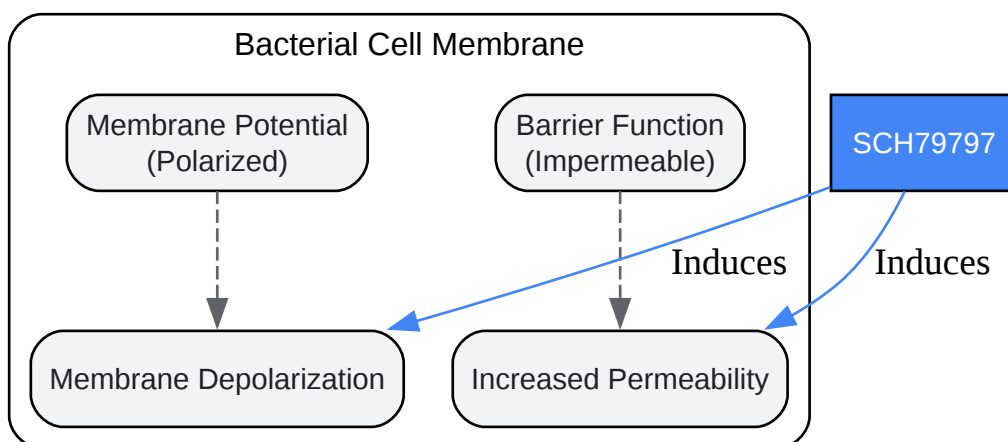 Bacterial Cell Membrane
Membrane Potential
(Polarized)
Barrier Function
(Impermeable)
SCH79797
Induces
Induces
Membrane Depolarization
Increased Permeability